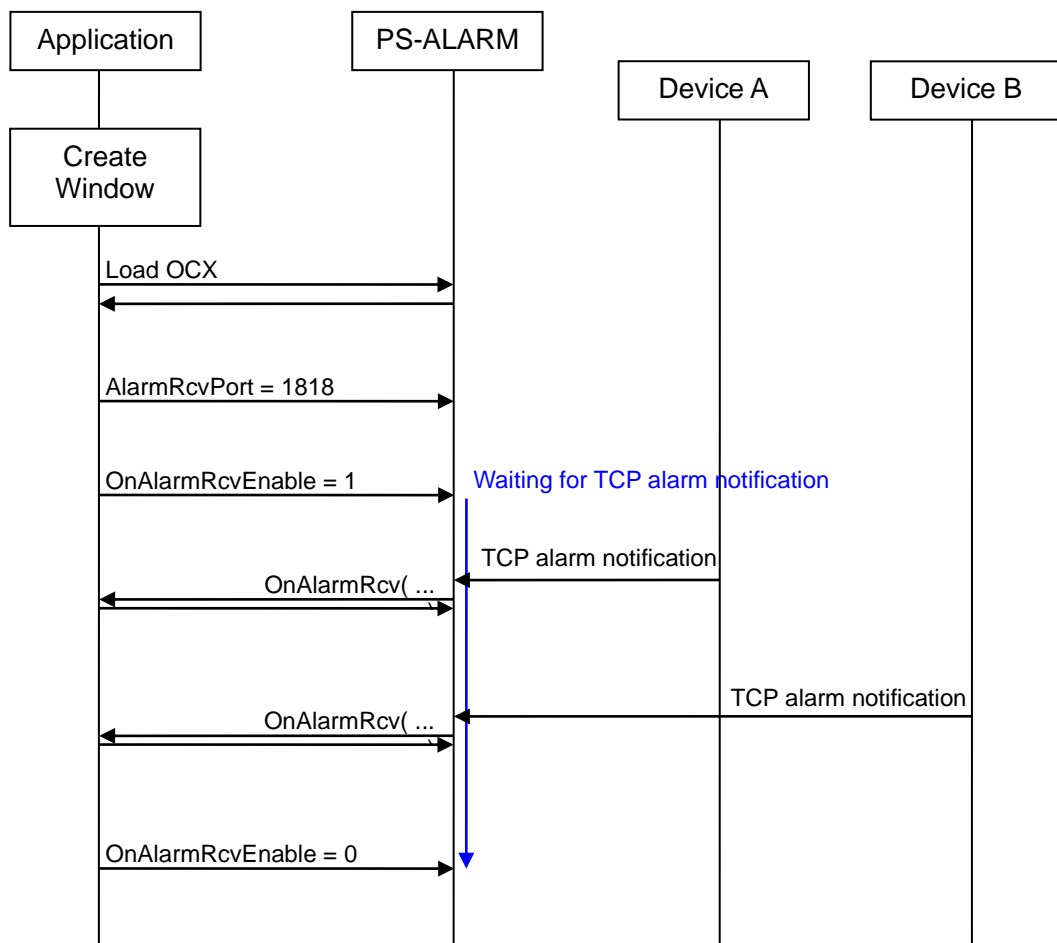 Application
PS-ALARM
Device A
Device B
Create
Window
Load OCX
AlarmRcvPort = 1818
OnAlarmRcvEnable = 1
Waiting for TCP alarm notification
TCP alarm notification
OnAlarmRcv( ...
TCP alarm notification
OnAlarmRcv( ...
OnAlarmRcvEnable = 0